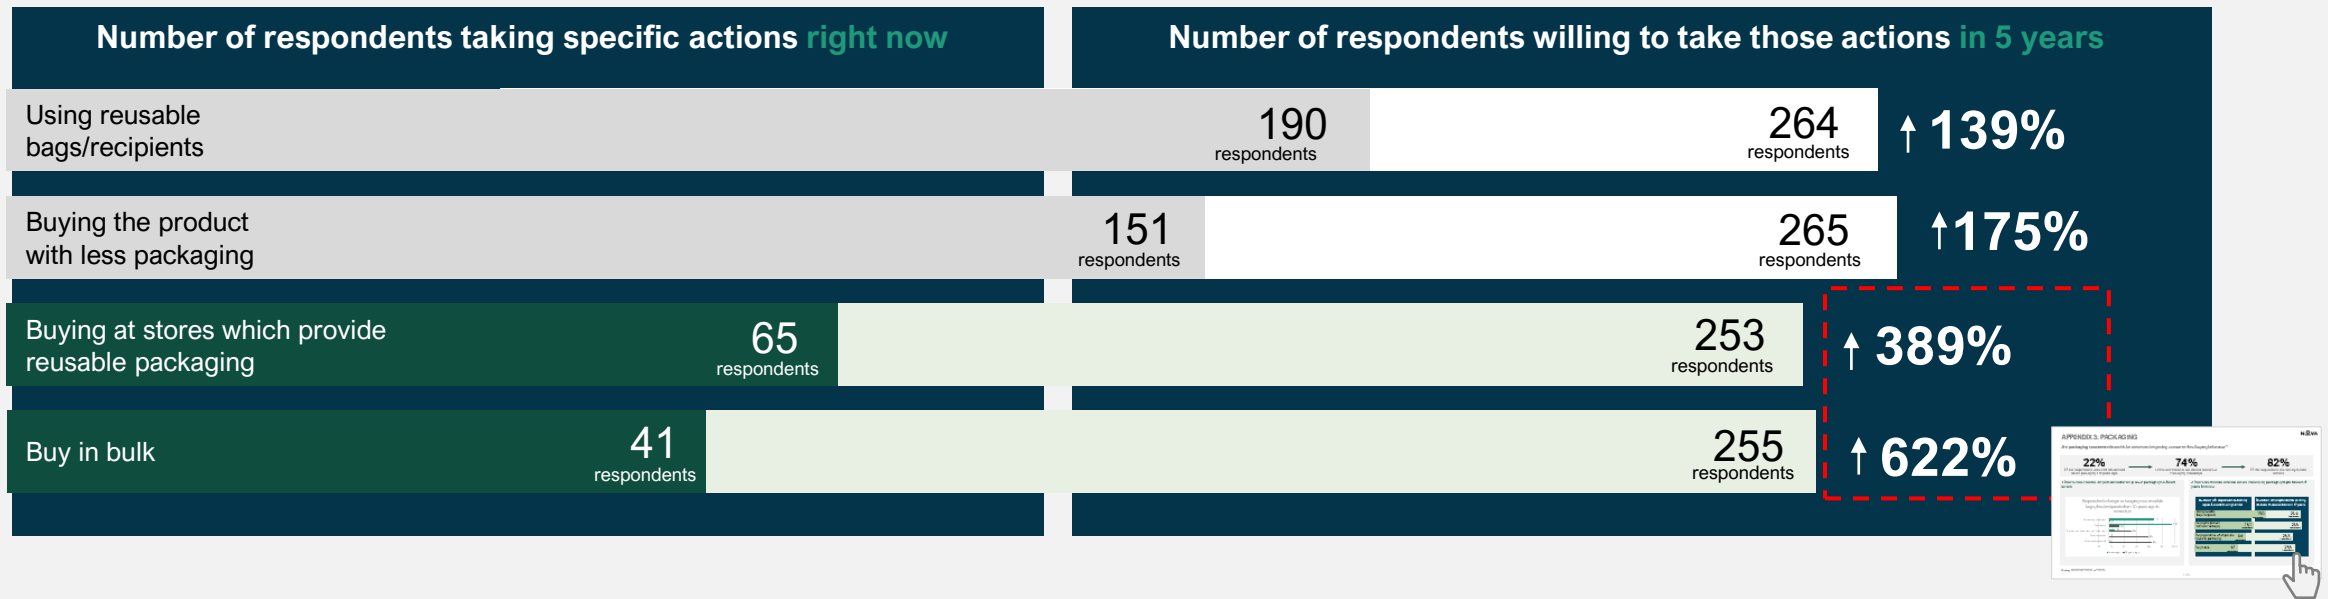 Number of respondents taking specific actions right now
Number of respondents willing to take those actions in 5 years
Using reusable
bags/recipients
190
respondents
264
respondents
139%
Buying the product
with less packaging
151
respondents
265
respondents
175%
Buying at stores which provide
reusable packaging
65
respondents
253
respondents
389%
Buy in bulk
41
respondents
255
respondents
622%
APPENDIX 3. PACKAGING
22%
74%
82%